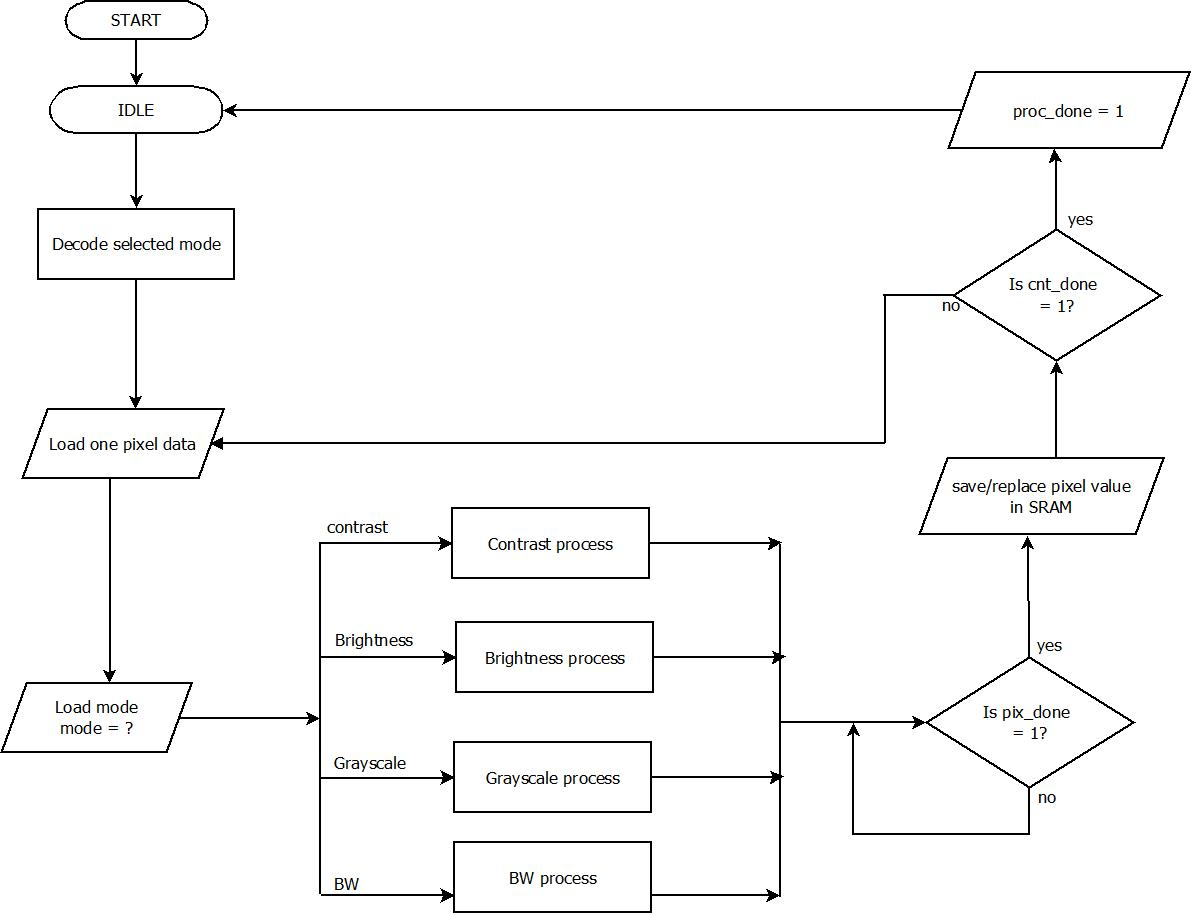 START
IDLE
proc_done = 1
yes
Decode selected mode
Is cnt_done
= 1?
no
Load one pixel data
save/replace pixel value
in SRAM
contrast
Contrast process
Brightness
Brightness process
yes
Load mode
mode = ?
Is pix_done
= 1?
Grayscale
Grayscale process
no
BW
BW process